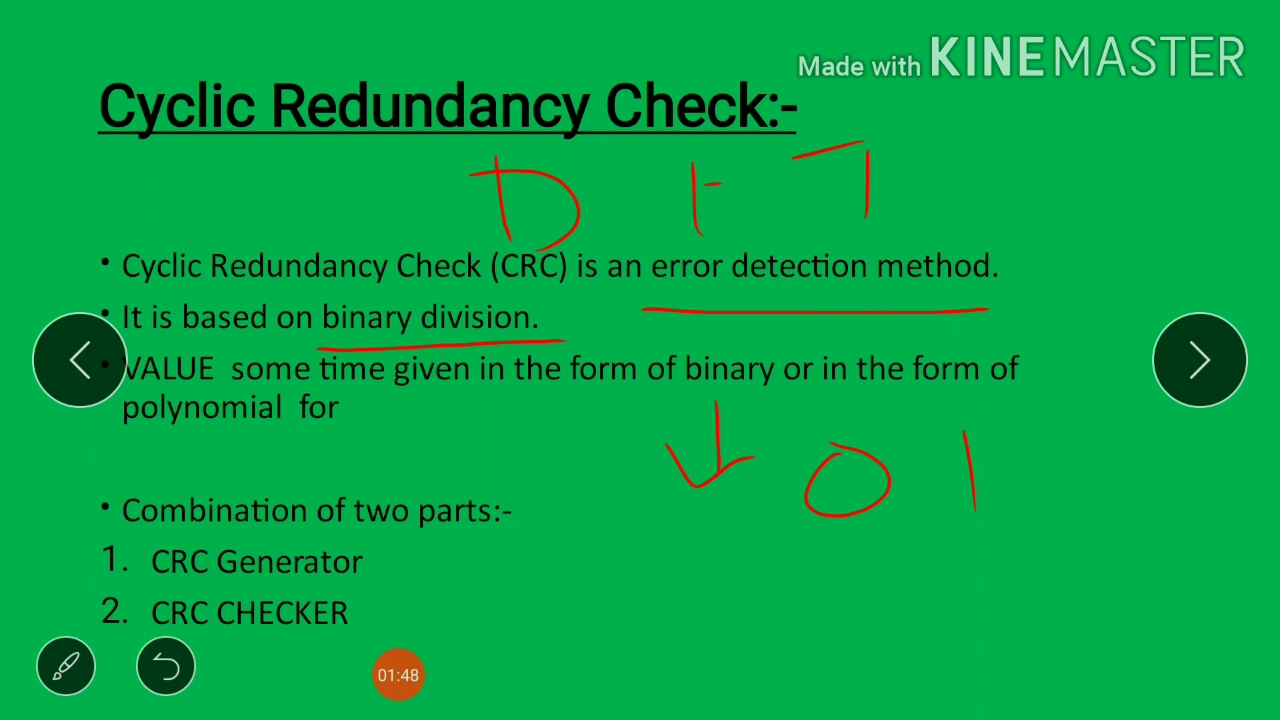 Made with KINEMASTER
Cyclic Redundancy Check:-
• Cyclic Redundancy Check (CRC) is an error detection method.
• It is based on binary division.
• VALUE some time given in the form of binary or in the form of
polynomial for
0 1
• Combination of two parts:-
1. CRC Generator
2. CRC CHECKER
01:48